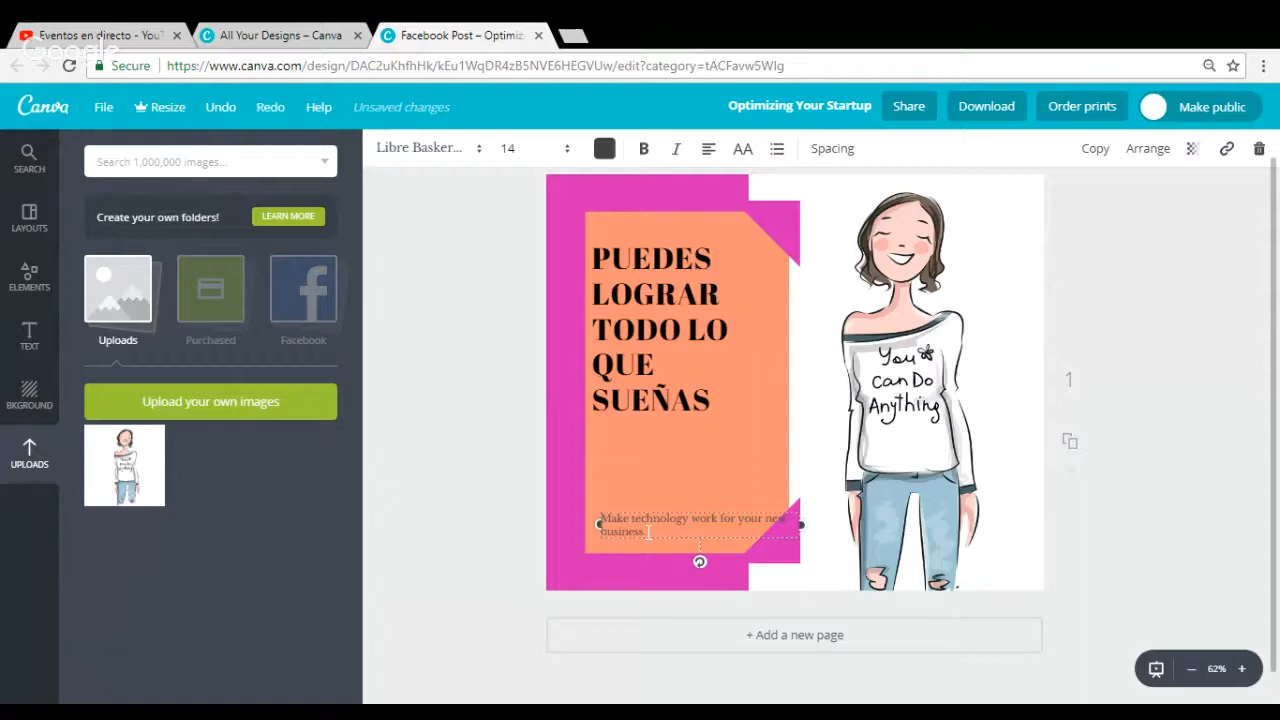 Eventos en directo - YouT
All Your Designs – Canva
Facebook Post – Optimiz
Google
Secure
https://www.canva.com/design/DAC2uKhfhHk/kEu1WqDR4zB5NVE6HEGVUw/edit?category=tACFavw5WIg
Canva
File
Resize
Undo
Redo
Help
Unsaved changes
Optimizing Your Startup
Share
Download
Order prints
Make public
SEARCH
LAYOUTS
ELEMENTS
TEXT
BKGROUND
UPLOADS
Search 1,000,000 images...
Create your own folders!
LEARN MORE
Uploads
Purchased
Facebook
Upload your own images
Libre Basker...
14
B
I
AA
Spacing
Copy
Arrange
PUEDES
LOGRAR
TODO LO
QUE
SUEÑAS
Make technology work for your new
business.
You
can Do
Anything
1
+ Add a new page
62%